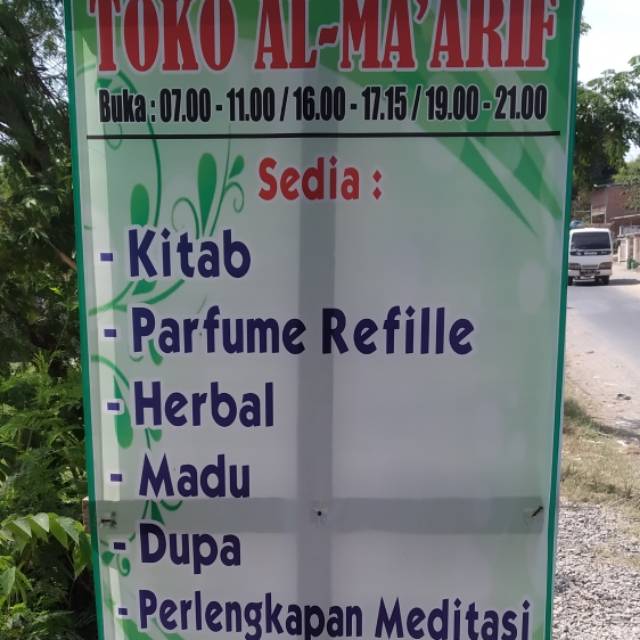 TOKO AL-MA'ARIF
Buka : 07.00 - 11.00 / 16.00 - 17.15 / 19.00 - 21.00
Sedia :
- Kitab
- Parfume Refille
- Herbal
- Madu
- Dupa
- Perlengkapan Meditasi